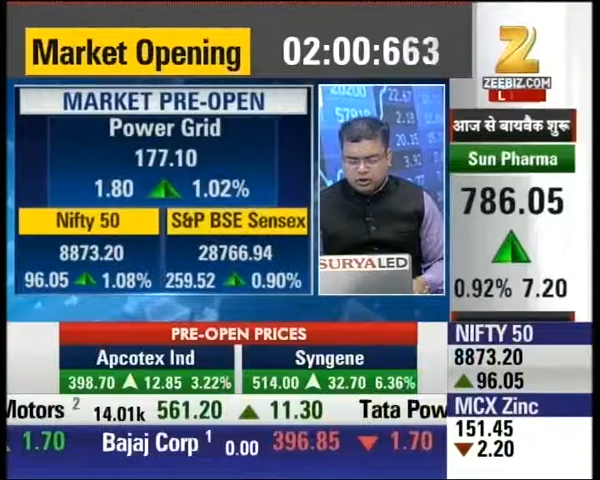 Market Opening
02:00:663
ZEEBIZ.COM
L
MARKET PRE-OPEN
Power Grid
177.10
1.80 1.02%
Nifty 50
8873.20
96.05 1.08%
S&P BSE Sensex
28766.94
259.52 0.90%
SURYALED
आज से बायबैक शुरू
Sun Pharma
786.05
0.92% 7.20
PRE-OPEN PRICES
Apcotex Ind
398.70 12.85 3.22%
Syngene
514.00 32.70 6.36%
NIFTY 50
8873.20
96.05
MCX Zinc
151.45
2.20
Motors 2 14.01k 561.20 11.30 Tata Pow
1.70 Bajaj Corp 1 0.00 396.85 1.70